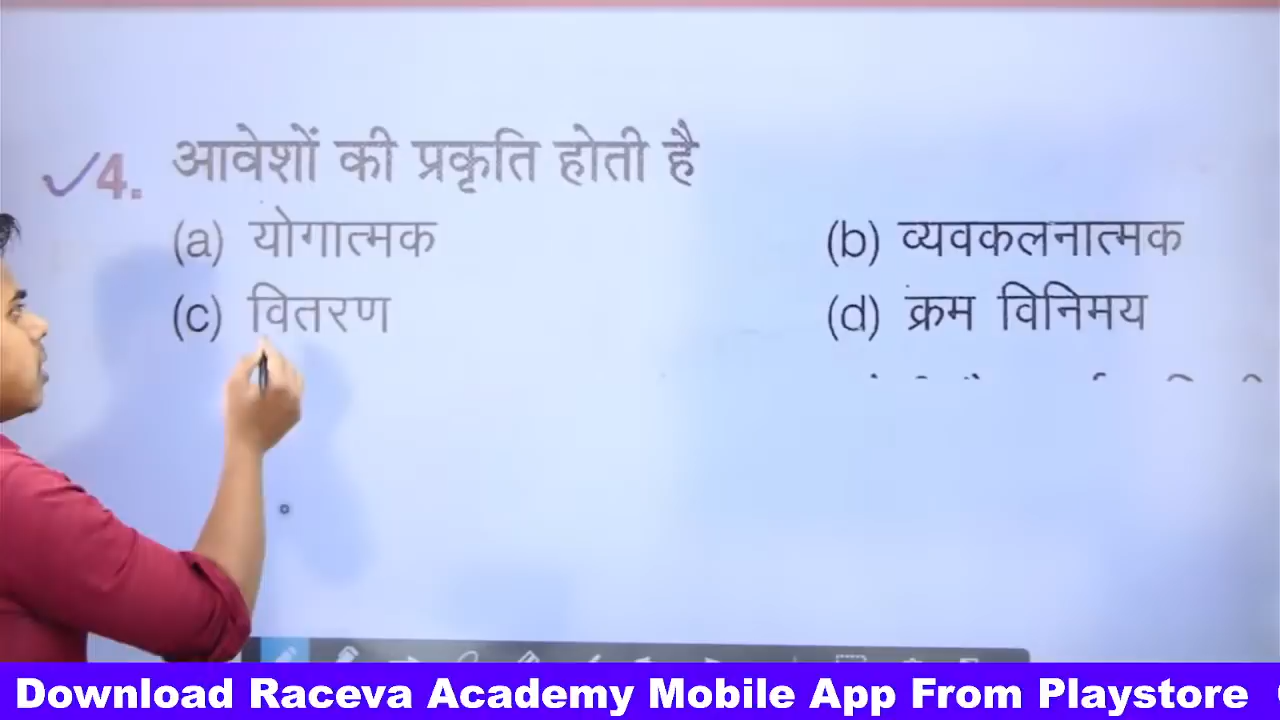 4. आवेशों की प्रकृति होती है
(a) योगात्मक (b) व्यवकलनात्मक
(c) वितरण (d) क्रम विनिमय
Download Raceva Academy Mobile App From Playstore